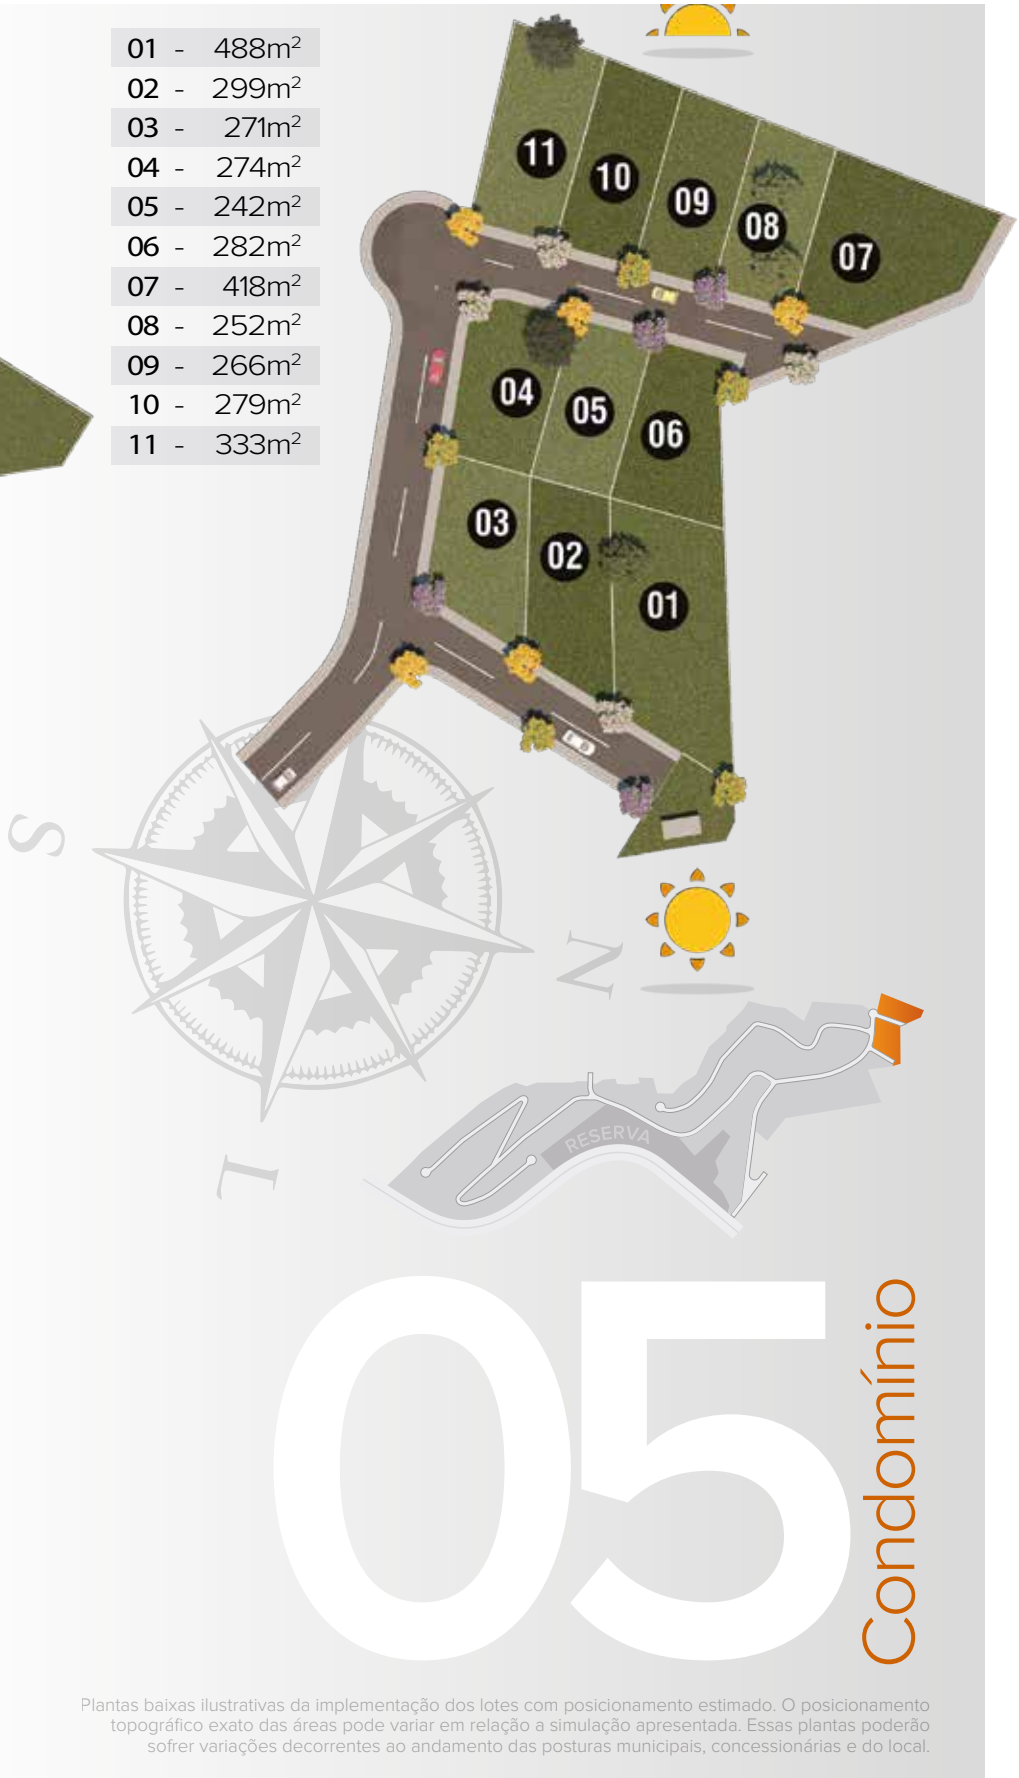 01 - 488m²
02 - 299m²
03 - 271m²
04 - 274m²
05 - 242m²
06 - 282m²
07 - 418m²
08 - 252m²
09 - 266m²
10 - 279m²
11 - 333m²
11
10
09
08
07
04
05
06
03
02
01
S
N
L
RESERVA
05
Condomínio
Plantas baixas ilustrativas da implementação dos lotes com posicionamento estimado. O posicionamento
topográfico exato das áreas pode variar em relação a simulação apresentada. Essas plantas poderão
sofrer variações decorrentes ao andamento das posturas municipais, concessionárias e do local.